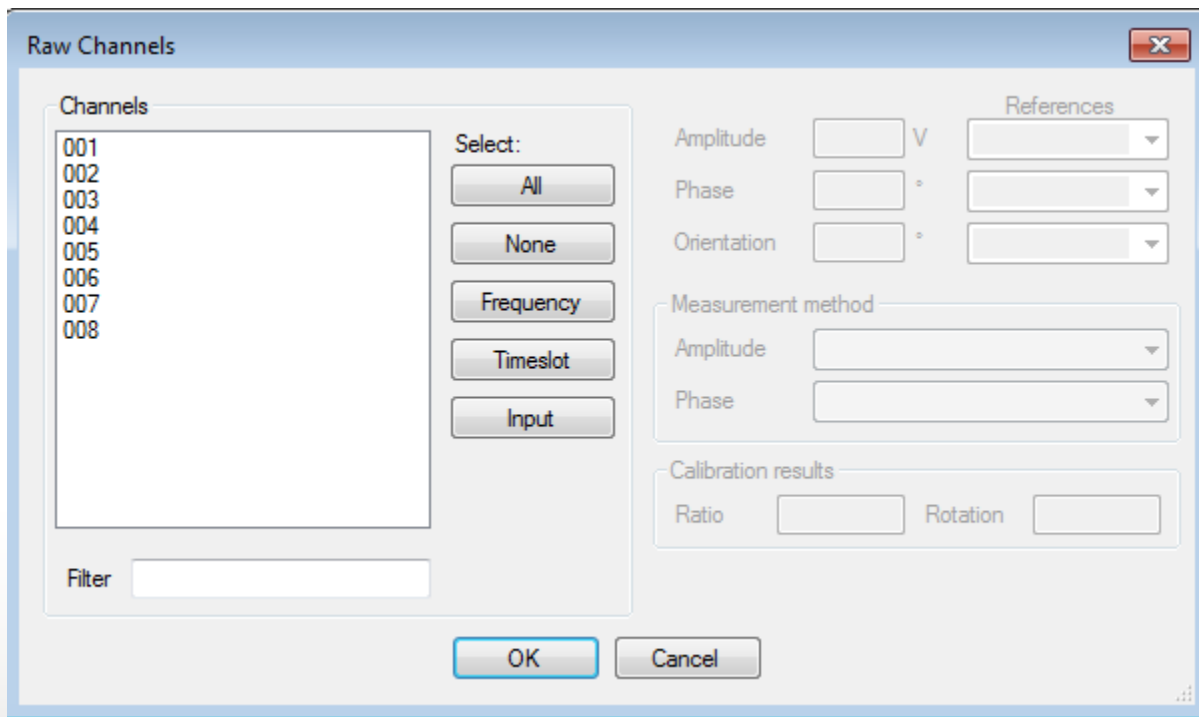 Raw Channels
Channels
001
002
003
004
005
006
007
008
Select:
All
None
Frequency
Timeslot
Input
Filter
References
Amplitude V
Phase °
Orientation °
Measurement method
Amplitude
Phase
Calibration results
Ratio Rotation
OK Cancel